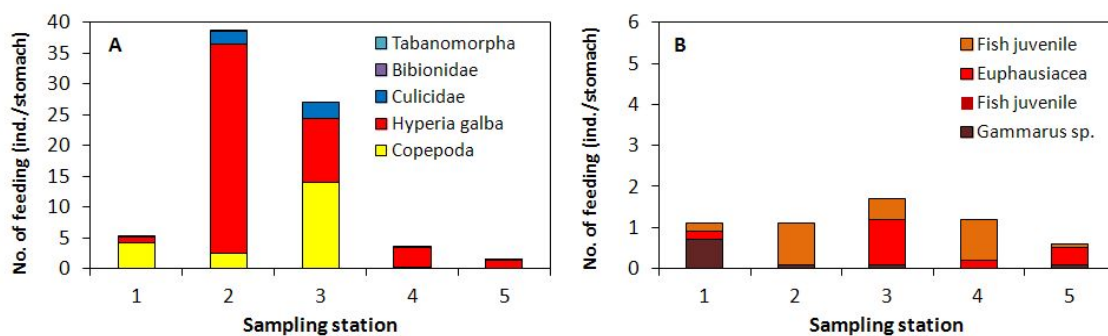 No. of feeding (ind./stomach)
40
35
30
25
20
15
10
5
0
A
Tabanomorpha
Bibionidae
Culicidae
Hyperia galba
Copepoda
1 2 3 4 5
Sampling station
No. of feeding (ind./stomach)
6
5
4
3
2
1
0
B
Fish juvenile
Euphausiacea
Fish juvenile
Gammarus sp.
1 2 3 4 5
Sampling station